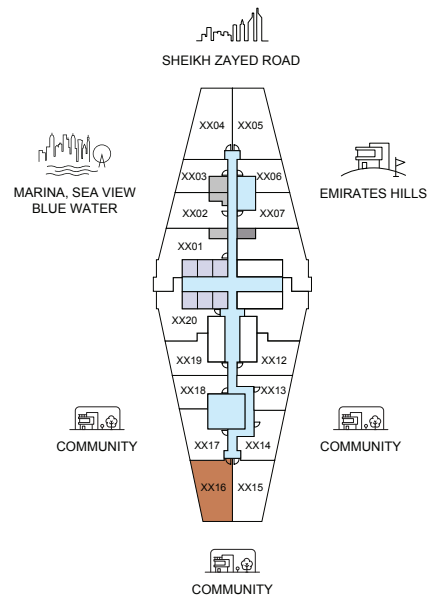 SHEIKH ZAYED ROAD
XX04 XX05
MARINA, SEA VIEW
BLUE WATER
XX03 XX06
EMIRATES HILLS
XX02 XX07
XX01
XX20
XX19 XX12
XX18 XX13
COMMUNITY
XX17 XX14
COMMUNITY
XX16 XX15
COMMUNITY